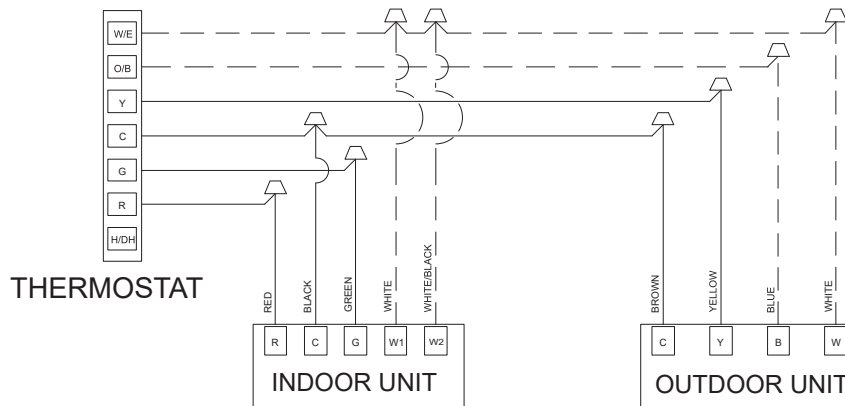 W/E
O/B
Y
C
G
R
H/DH
THERMOSTAT
RED
BLACK
GREEN
WHITE
WHITE/BLACK
BROWN
YELLOW
BLUE
WHITE
R
C
G
W1
W2
C
Y
B
W
INDOOR UNIT
OUTDOOR UNIT